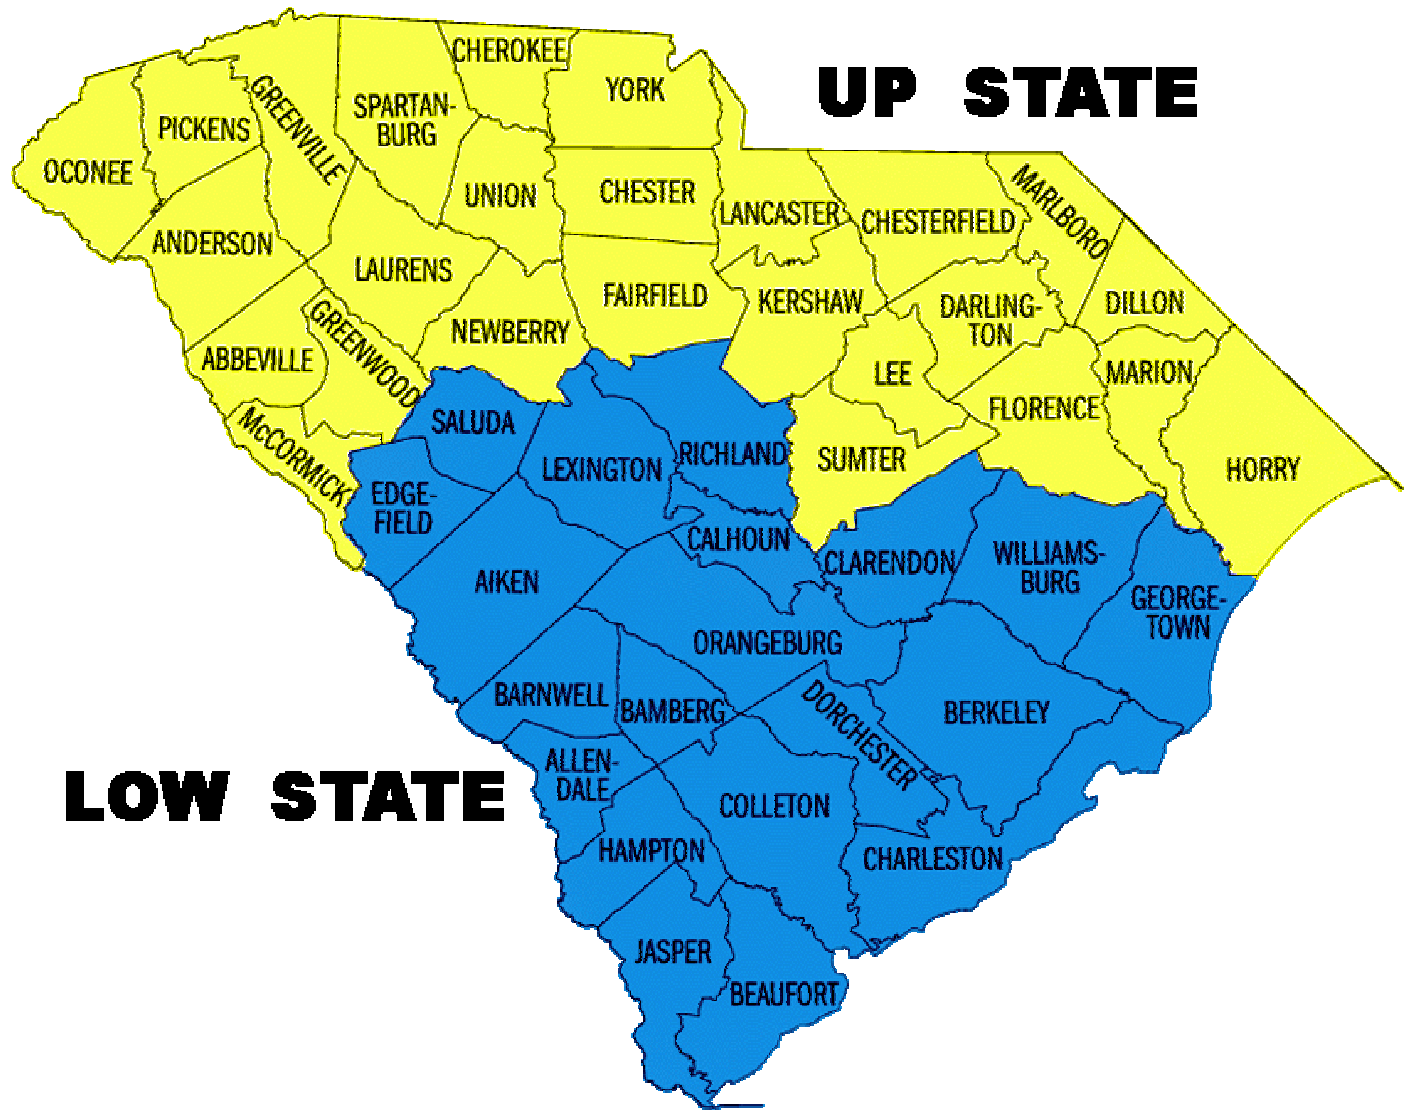 CHEROKEE
UP STATE
YORK
GREENVILLE
SPARTAN-
BURG
PICKENS
OCONEE
UNION
CHESTER
LANCASTER
CHESTERFIELD
MARLBORO
ANDERSON
LAURENS
FAIRFIELD
KERSHAW
DARLING-
TON
DILLON
NEWBERRY
GREENWOOD
ABBEVILLE
LEE
MARION
FLORENCE
McCORMICK
SALUDA
LEXINGTON
RICHLAND
SUMTER
HORRY
EDGE-
FIELD
CALHOUN
CLARENDON
WILLIAMS-
BURG
AIKEN
GEORGE-
TOWN
ORANGEBURG
BARNWELL
BAMBERG
DORCHESTER
BERKELEY
LOW STATE
ALLEN-
DALE
COLLETON
HAMPTON
CHARLESTON
JASPER
BEAUFORT